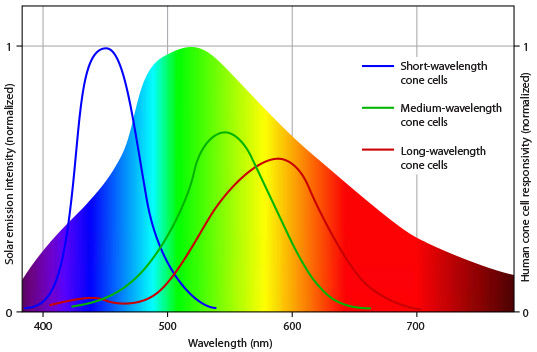 1
1
Short-wavelength
cone cells
Medium-wavelength
cone cells
Long-wavelength
cone cells
Solar emission intensity (normalized)
Human cone cell responsivity (normalized)
0
0
400 500 600 700
Wavelength (nm)